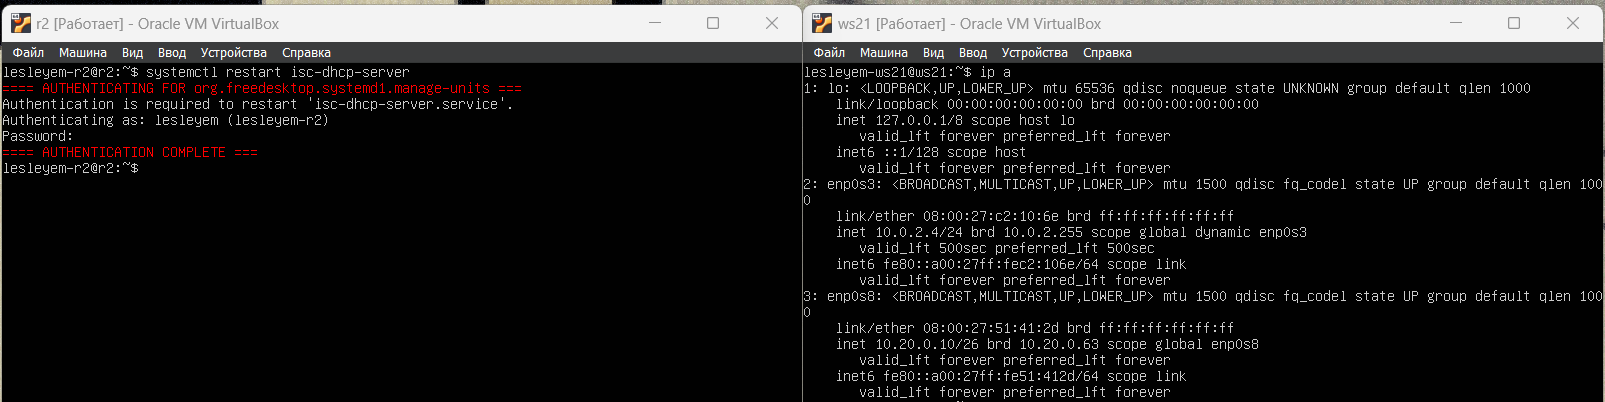 r2 [Работает] - Oracle VM VirtualBox
Файл Машина Вид Ввод Устройства Справка
lesleyem-r2@r2:~$ systemctl restart isc-dhcp-server
==== AUTHENTICATING FOR org.freedesktop.systemd1.manage-units ===
Authentication is required to restart 'isc-dhcp-server.service'.
Authenticating as: lesleyem (lesleyem-r2)
Password:
==== AUTHENTICATION COMPLETE ===
lesleyem-r2@r2:~$
ws21 [Работает] - Oracle VM VirtualBox
Файл Машина Вид Ввод Устройства Справка
lesleyem-ws21@ws21:~$ ip a
1: lo: <LOOPBACK,UP,LOWER_UP> mtu 65536 qdisc noqueue state UNKNOWN group default qlen 1000
    link/loopback 00:00:00:00:00:00 brd 00:00:00:00:00:00
    inet 127.0.0.1/8 scope host lo
       valid_lft forever preferred_lft forever
    inet6 ::1/128 scope host
       valid_lft forever preferred_lft forever
2: enp0s3: <BROADCAST,MULTICAST,UP,LOWER_UP> mtu 1500 qdisc fq_codel state UP group default qlen 100
0
    link/ether 08:00:27:c2:10:6e brd ff:ff:ff:ff:ff:ff
    inet 10.0.2.4/24 brd 10.0.2.255 scope global dynamic enp0s3
       valid_lft 500sec preferred_lft 500sec
    inet6 fe80::a00:27ff:fec2:106e/64 scope link
       valid_lft forever preferred_lft forever
3: enp0s8: <BROADCAST,MULTICAST,UP,LOWER_UP> mtu 1500 qdisc fq_codel state UP group default qlen 100
0
    link/ether 08:00:27:51:41:2d brd ff:ff:ff:ff:ff:ff
    inet 10.20.0.10/26 brd 10.20.0.63 scope global enp0s8
       valid_lft forever preferred_lft forever
    inet6 fe80::a00:27ff:fe51:412d/64 scope link
       valid_lft forever preferred_lft forever